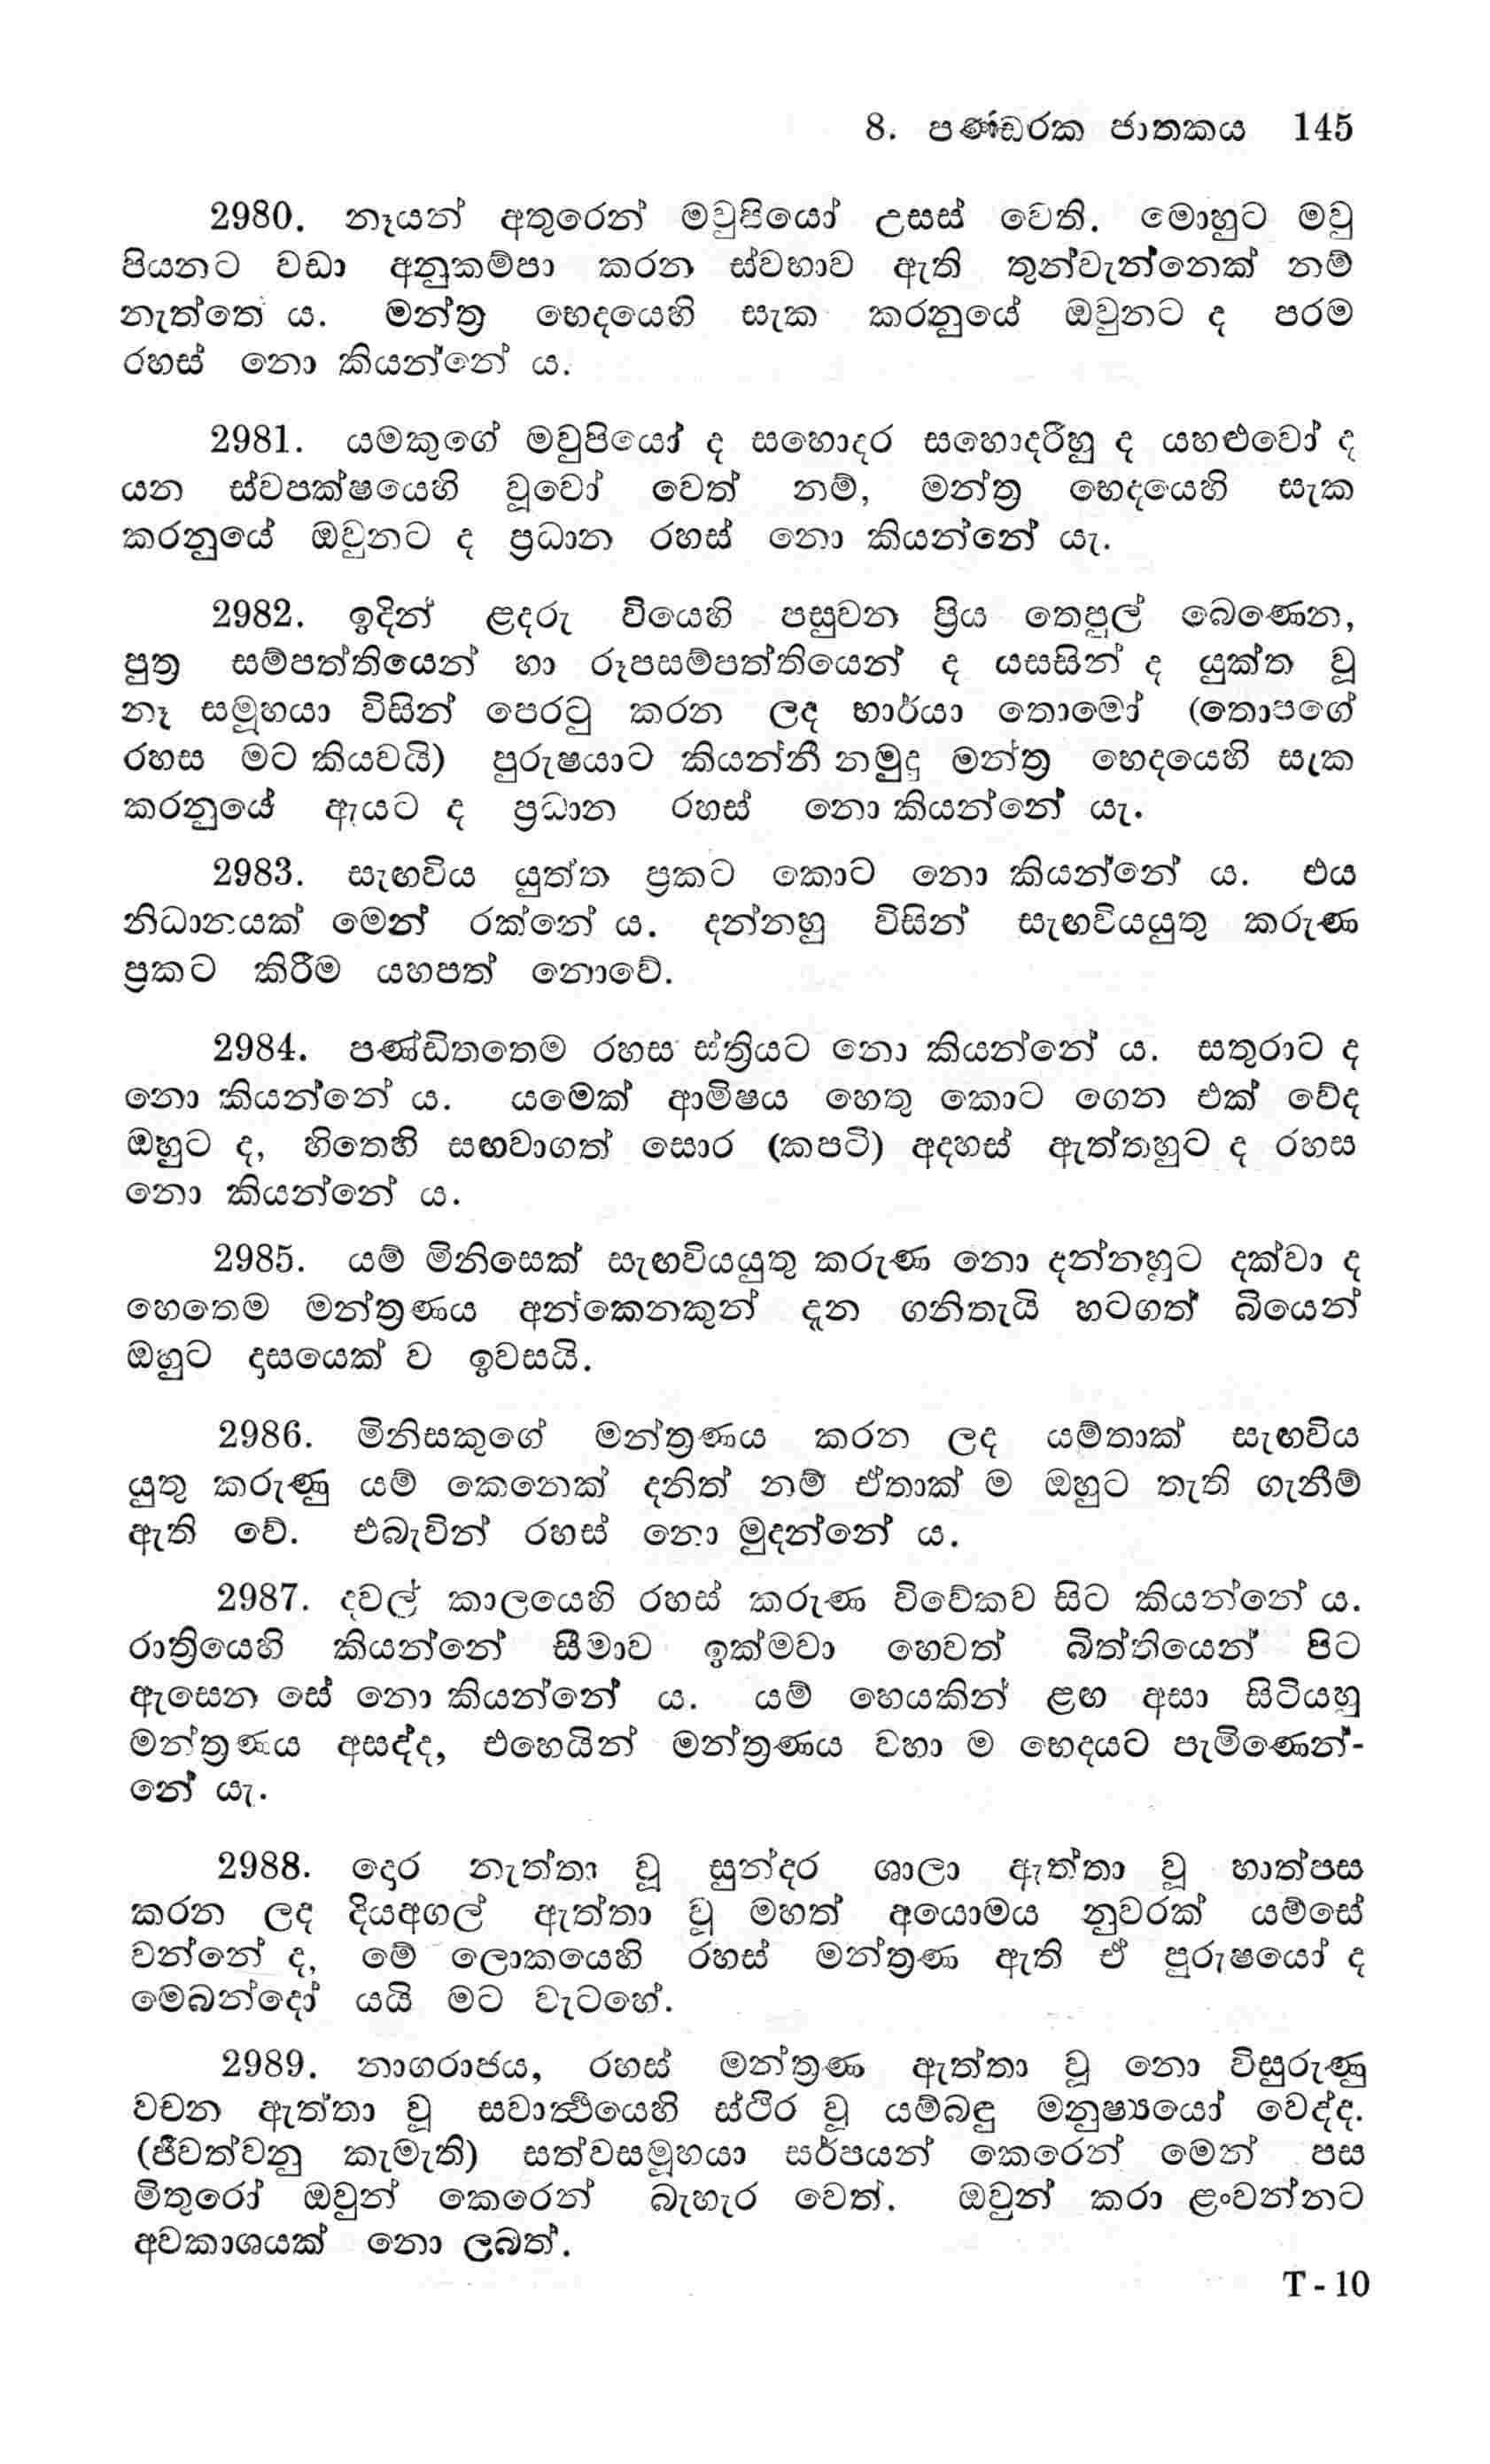 8. පණ්ඩරක ජාතකය 145
2980. නෑයන් අතුරෙන් මවුපියෝ උසස් වෙති. මොහුට මවු
පියනට වඩා අනුකම්පා කරන ස්වභාව ඇති තුන්වැන්නෙක් නම්
නැත්තෙ ය. මන්ත්‍ර භෙදයෙහි සැක කරනුයේ ඔවුනට ද පරම
රහස් නො කියන්නේ ය.
2981. යමකුගේ මවුපියෝ ද සහොදර සහොදරීහු ද යහළුවෝ ද
යන ස්වපක්ෂයෙහි වූවෝ වෙත් නම්, මන්ත්‍ර භෙදයෙහි සැක
කරනුයේ ඔවුනට ද ප්‍රධාන රහස් නො කියන්නේ යැ.
2982. ඉදින් ළදරු වියෙහි පසුවන ප්‍රිය තෙපුල් බෙණෙන,
පුත්‍ර සම්පත්තියෙන් හා රූපසම්පත්තියෙන් ද යසසින් ද යුක්ත වූ
නෑ සමූහයා විසින් පෙරටු කරන ලද භාර්යා තොමෝ (තොපගේ
රහස මට කියවයි) පුරුෂයාට කියන්නී නමුදු මන්ත්‍ර භෙදයෙහි සැක
කරනුයේ ඇයට ද ප්‍රධාන රහස් නො කියන්නේ යැ.
2983. සැඟවිය යුත්ත ප්‍රකට කොට නො කියන්නේ ය. එය
නිධානයක් මෙන් රක්නේ ය. දන්නහු විසින් සැඟවියයුතු කරුණ
ප්‍රකට කිරීම යහපත් නොවේ.
2984. පණ්ඩිතතෙම රහස ස්ත්‍රියට නො කියන්නේ ය. සතුරාට ද
නො කියන්නේ ය. යමෙක් ආමිෂය හෙතු කොට ගෙන එක් වේද
ඔහුට ද, හිතෙහි සඟවාගත් සොර (කපටි) අදහස් ඇත්තහුට ද රහස
නො කියන්නේ ය.
2985. යම් මිනිසෙක් සැඟවියයුතු කරුණ නො දන්නහුට දක්වා ද
හෙතෙම මන්ත්‍රණය අන්කෙනකුන් දැන ගනිතැයි හටගත් බියෙන්
ඔහුට දාසයෙක් ව ඉවසයි.
2986. මිනිසකුගේ මන්ත්‍රණය කරන ලද යම්තාක් සැඟවිය
යුතු කරුණු යම් කෙනෙක් දනිත් නම් ඒතාක් ම ඔහුට තැති ගැනීම්
ඇති වේ. එබැවින් රහස් නො මුදන්නේ ය.
2987. දවල් කාලයෙහි රහස් කරුණ විවේකව සිට කියන්නේ ය.
රාත්‍රියෙහි කියන්නේ සීමාව ඉක්මවා හෙවත් බිත්තියෙන් පිට
ඇසෙන සේ නො කියන්නේ ය. යම් හෙයකින් ළඟ අසා සිටියහු
මන්ත්‍රණය අසද්ද, එහෙයින් මන්ත්‍රණය වහා ම භෙදයට පැමිණෙන්-
නේ යැ.
2988. දොර නැත්තා වූ සුන්දර ශාලා ඇත්තා වූ හාත්පස
කරන ලද දියඅගල් ඇත්තා වූ මහත් අයොමය නුවරක් යම්සේ
වන්නේ ද, මේ ලොකයෙහි රහස් මන්ත්‍රණ ඇති ඒ පුරුෂයෝ ද
මෙබන්දෝ යයි මට වැටහේ.
2989. නාගරාජය, රහස් මන්ත්‍රණ ඇත්තා වූ නො විසුරුණු
වචන ඇත්තා වූ සවාර්ථයෙහි ස්ථිර වූ යම්බඳු මනුෂ්‍යයෝ වෙද්ද.
(ජීවත්වනු කැමැති) සත්වසමූහයා සර්පයන් කෙරෙන් මෙන් පස
මිතුරෝ ඔවුන් කෙරෙන් බැහැර වෙත්. ඔවුන් කරා ළංවන්නට
අවකාශයක් නො ලබත්.
T - 10